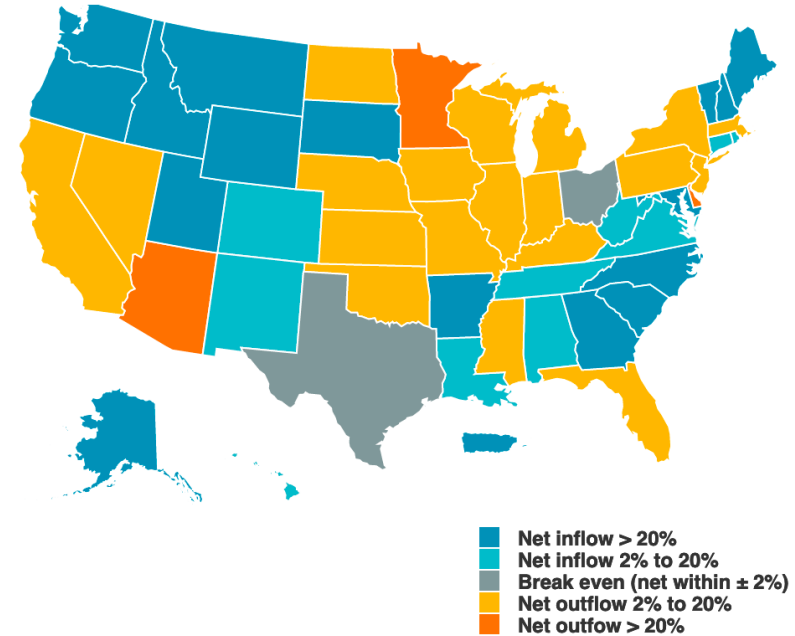 Net inflow > 20%
Net inflow 2% to 20%
Break even (net within ± 2%)
Net outflow 2% to 20%
Net outfow > 20%